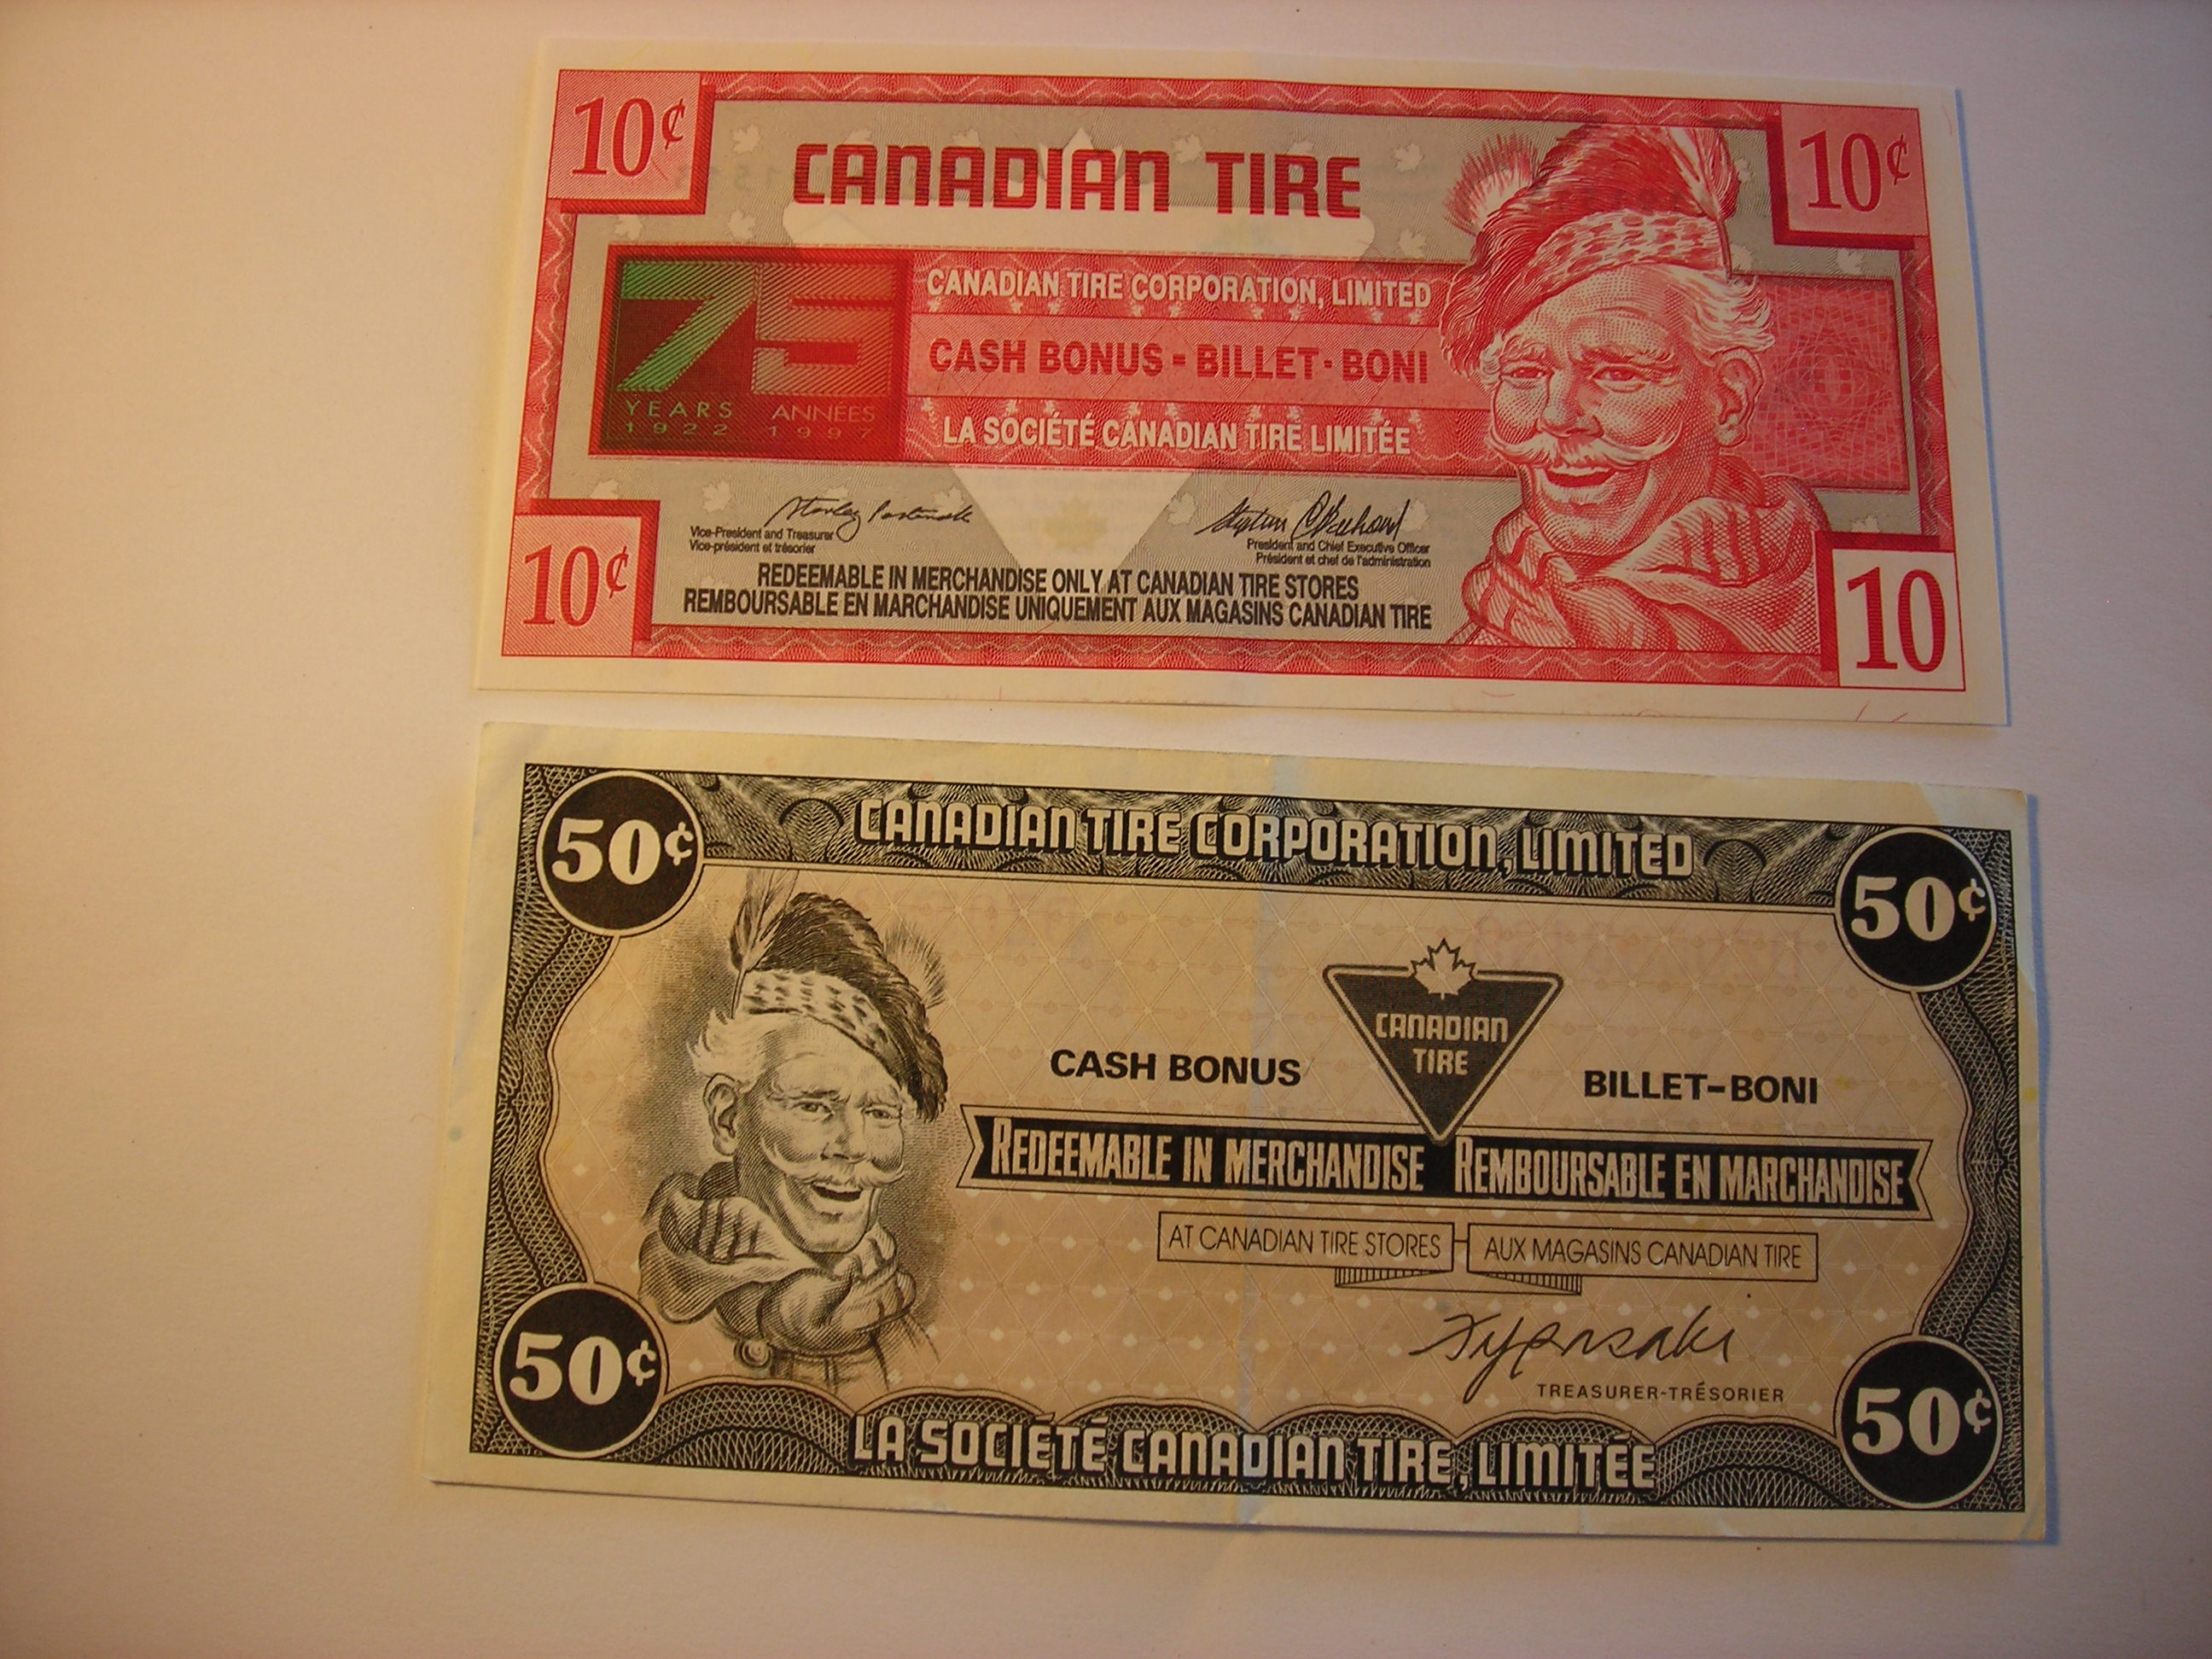 10¢
10¢
CANADIAN TIRE
75
YEARS ANNÉES
1922 1997
CANADIAN TIRE CORPORATION, LIMITED
CASH BONUS - BILLET - BONI
LA SOCIÉTÉ CANADIAN TIRE LIMITÉE
Vice-President and Treasurer
Vice-président et trésorier
President and Chief Executive Officer
Président et chef de l'administration
REDEEMABLE IN MERCHANDISE ONLY AT CANADIAN TIRE STORES
REMBOURSABLE EN MARCHANDISE UNIQUEMENT AUX MAGASINS CANADIAN TIRE
10¢
10
50¢
CANADIAN TIRE CORPORATION, LIMITED
50¢
CANADIAN
TIRE
CASH BONUS
BILLET-BONI
REDEEMABLE IN MERCHANDISE REMBOURSABLE EN MARCHANDISE
AT CANADIAN TIRE STORES AUX MAGASINS CANADIAN TIRE
TREASURER-TRÉSORIER
50¢
LA SOCIÉTÉ CANADIAN TIRE, LIMITÉE
50¢